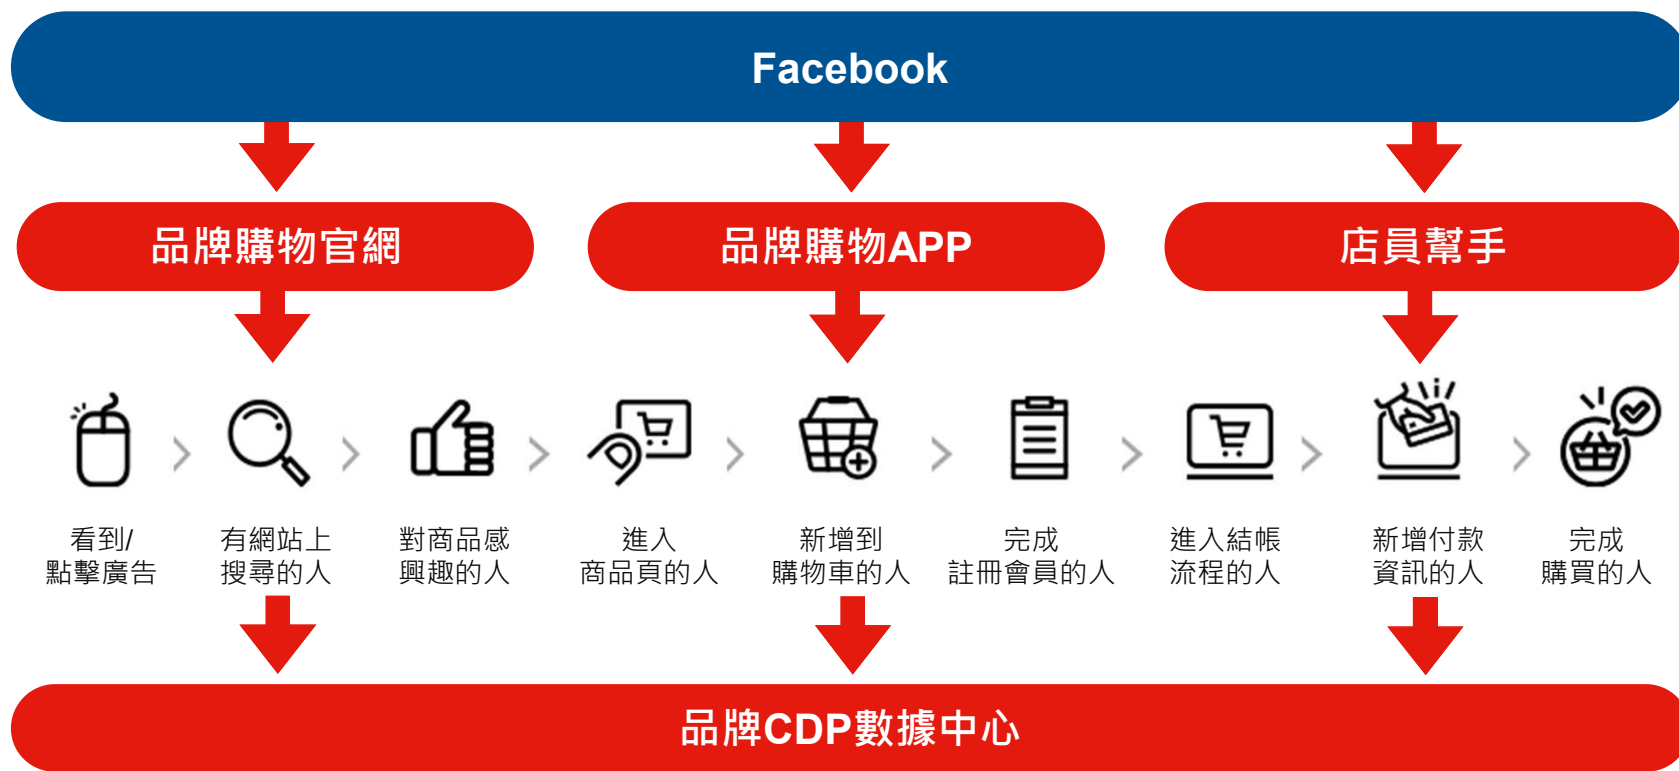 Facebook
品牌購物官網
品牌購物APP
店員幫手
看到/
點擊廣告
有網站上
搜尋的人
對商品感
興趣的人
進入
商品頁的人
新增到
購物車的人
完成
註冊會員的人
進入結帳
流程的人
新增付款
資訊的人
完成
購買的人
品牌CDP數據中心